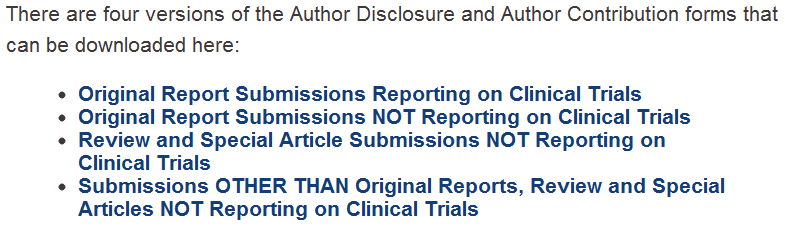 There are four versions of the Author Disclosure and Author Contribution forms that
can be downloaded here:
• Original Report Submissions Reporting on Clinical Trials
• Original Report Submissions NOT Reporting on Clinical Trials
• Review and Special Article Submissions NOT Reporting on
Clinical Trials
• Submissions OTHER THAN Original Reports, Review and Special
Articles NOT Reporting on Clinical Trials